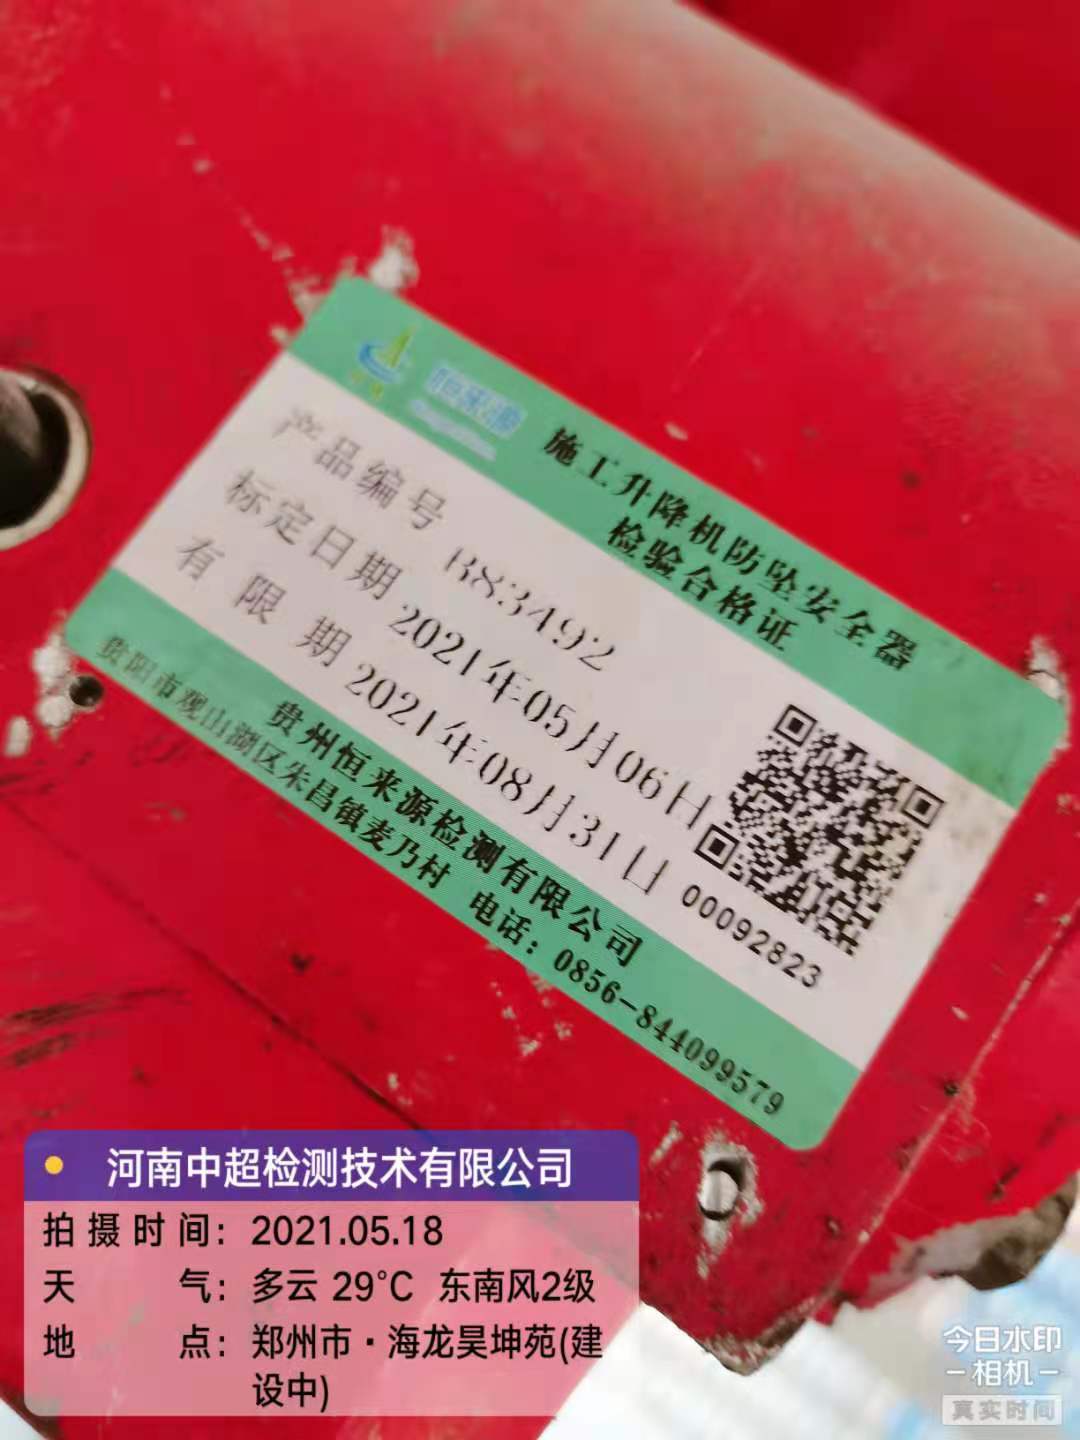 恒来源
施工升降机防坠安全器
检验合格证
产品编号 B83492
标定日期 2021年05月06日
有限期 2021年08月31日
00092823
贵州恒来源检测有限公司
贵阳市观山湖区朱昌镇麦乃村 电话：0856-844099579
河南中超检测技术有限公司
拍摄时间：2021.05.18
天气：多云 29℃ 东南风2级
地点：郑州市·海龙昊坤苑(建
设中)
今日水印
相机
真实时间